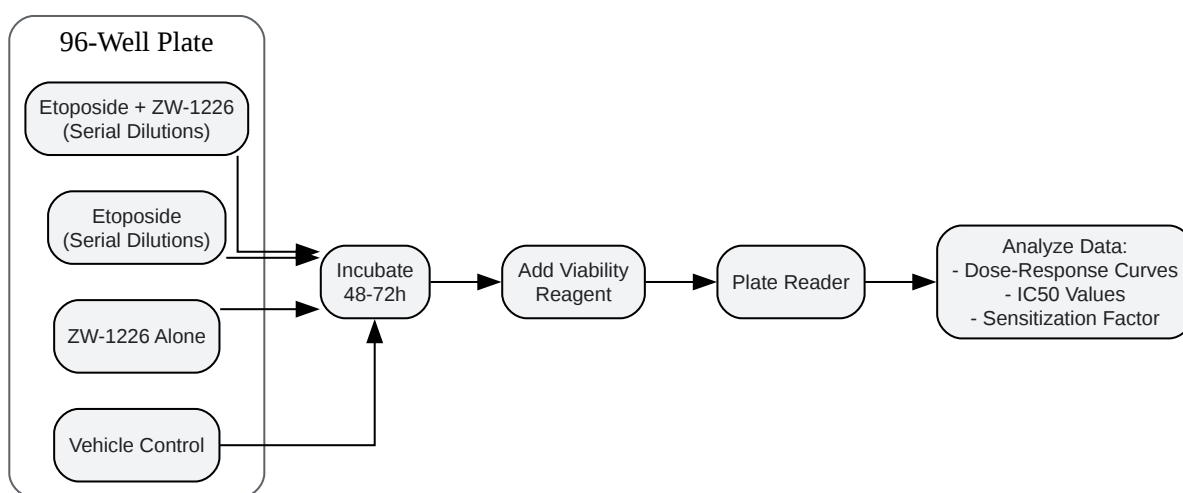 96-Well Plate
Etoposide + ZW-1226
(Serial Dilutions)
Etoposide
(Serial Dilutions)
ZW-1226 Alone
Vehicle Control
Incubate
48-72h
Add Viability
Reagent
Plate Reader
Analyze Data:
- Dose-Response Curves
- IC50 Values
- Sensitization Factor